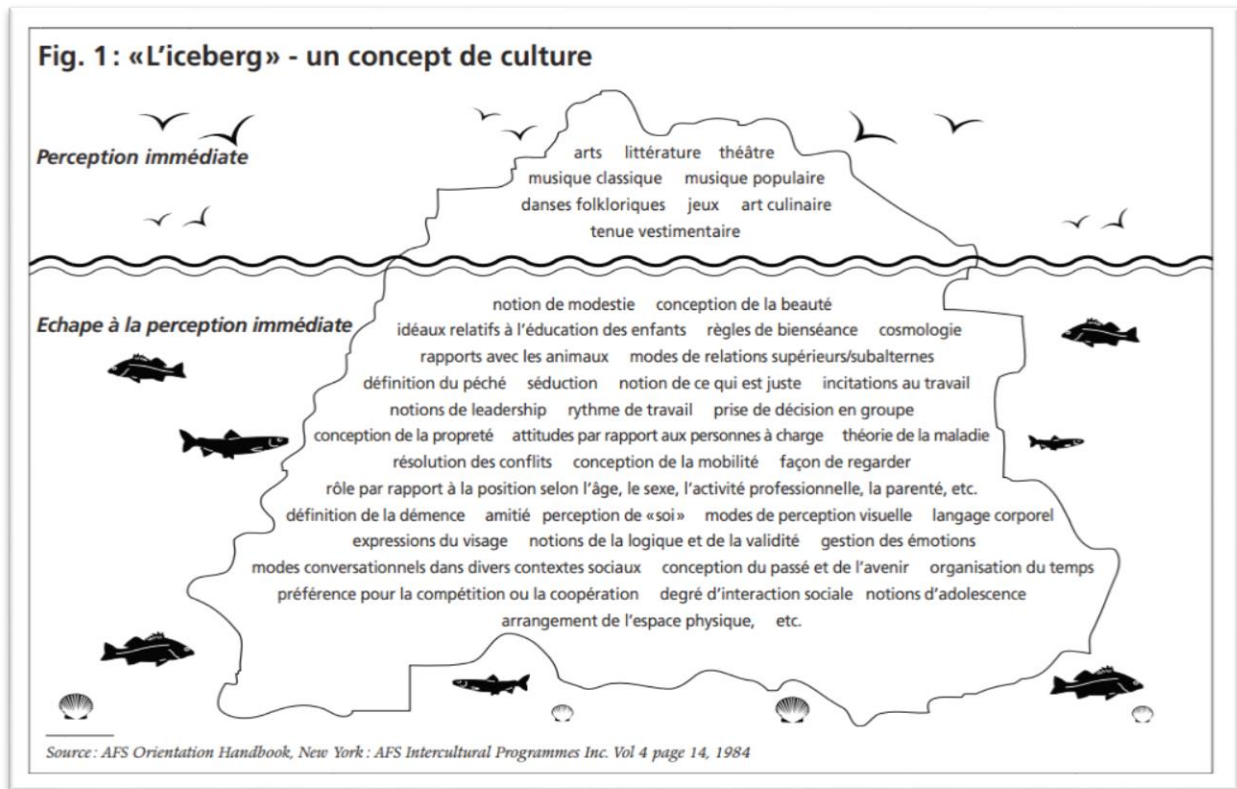 Fig. 1: «L'iceberg» - un concept de culture
Perception immédiate
arts littérature théâtre
musique classique musique populaire
danses folkloriques jeux art culinaire
tenue vestimentaire
Echape à la perception immédiate
notion de modestie conception de la beauté
idéaux relatifs à l'éducation des enfants règles de bienséance cosmologie
rapports avec les animaux modes de relations supérieurs/subalternes
définition du péché séduction notion de ce qui est juste incitations au travail
notions de leadership rythme de travail prise de décision en groupe
conception de la propreté attitudes par rapport aux personnes à charge théorie de la maladie
résolution des conflits conception de la mobilité façon de regarder
rôle par rapport à la position selon l'âge, le sexe, l'activité professionnelle, la parenté, etc.
définition de la démence amitié perception de «soi» modes de perception visuelle langage corporel
expressions du visage notions de la logique et de la validité gestion des émotions
modes conversationnels dans divers contextes sociaux conception du passé et de l'avenir organisation du temps
préférence pour la compétition ou la coopération degré d'interaction sociale notions d'adolescence
arrangement de l'espace physique, etc.
Source: AFS Orientation Handbook, New York: AFS Intercultural Programmes Inc. Vol 4 page 14, 1984